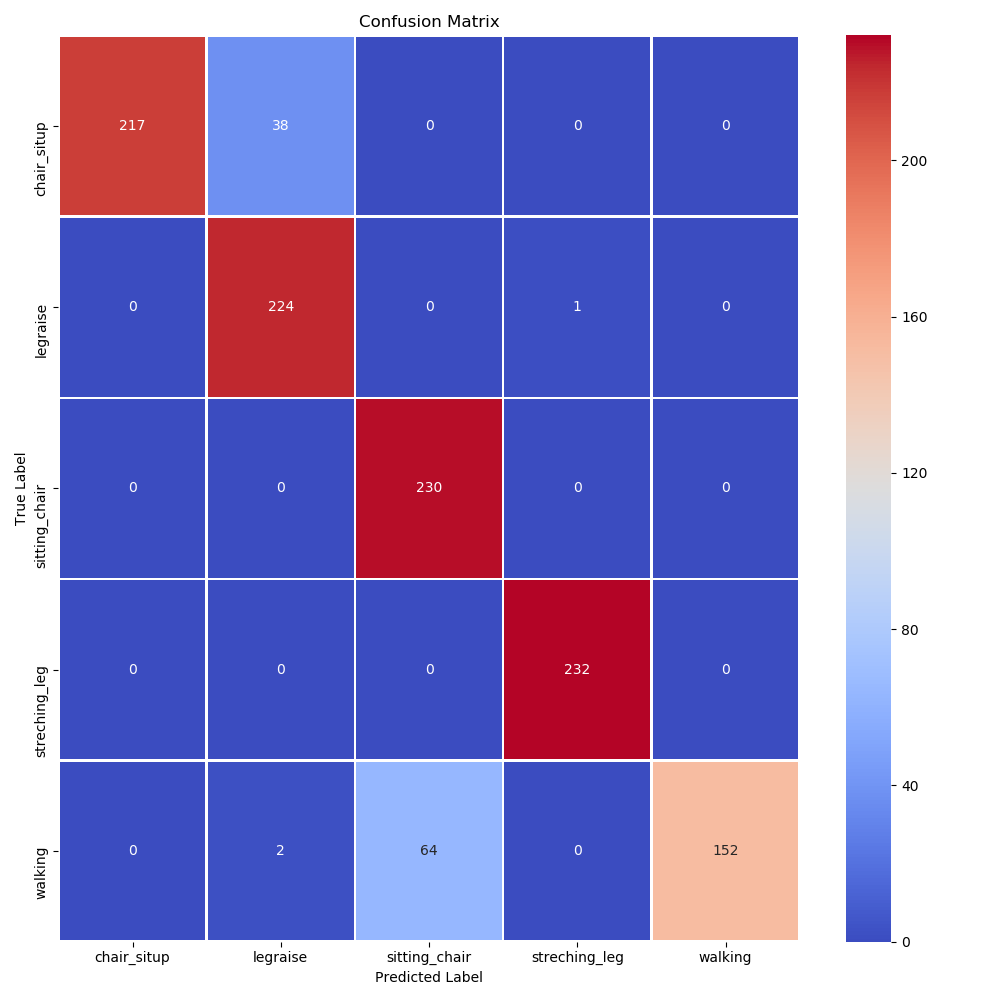 Confusion Matrix
True Label
chair_situp
217 38 0 0 0
legraise
0 224 0 1 0
sitting_chair
0 0 230 0 0
streching_leg
0 0 0 232 0
walking
0 2 64 0 152
chair_situp legraise sitting_chair streching_leg walking
Predicted Label
200
160
120
80
40
0